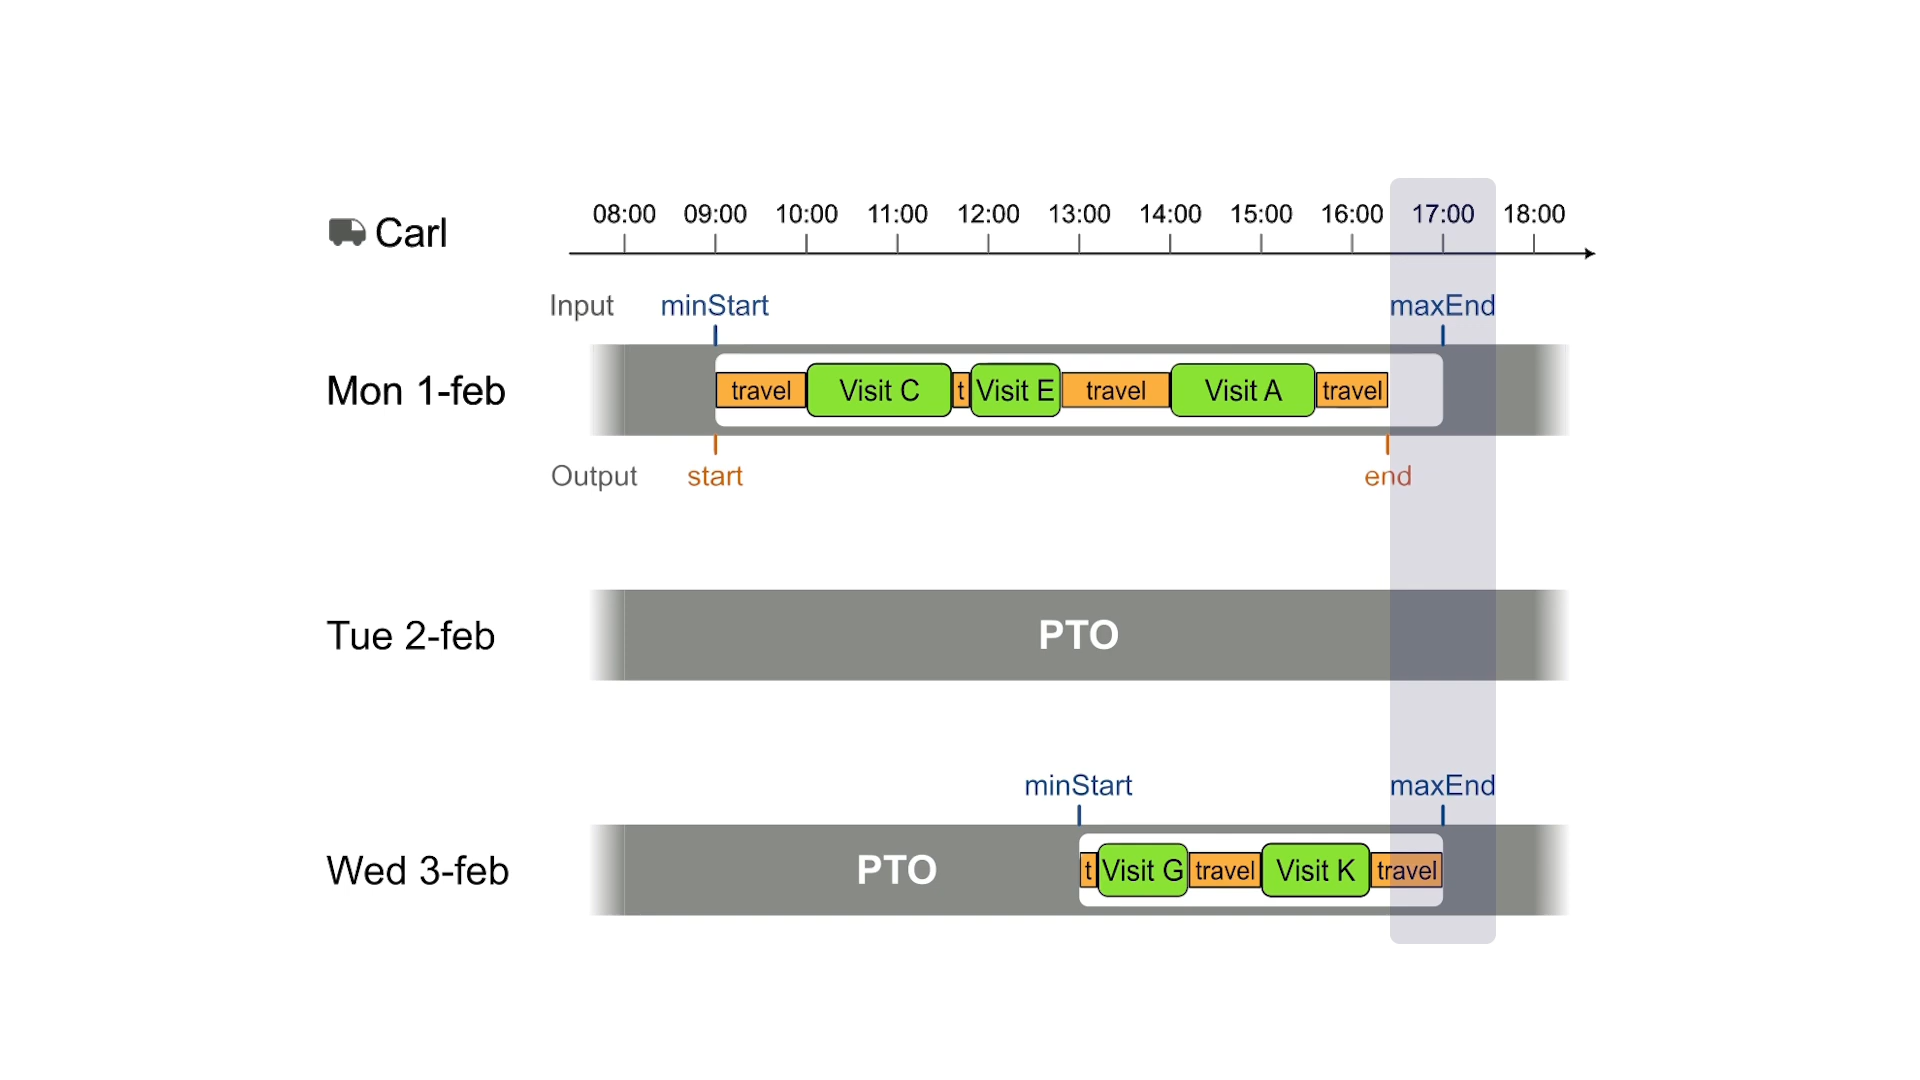 Carl
08:00 09:00 10:00 11:00 12:00 13:00 14:00 15:00 16:00 17:00 18:00
Input minStart maxEnd
Mon 1-feb travel Visit C t Visit E travel Visit A travel
Output start end
Tue 2-feb PTO
minStart maxEnd
Wed 3-feb PTO t Visit G travel Visit K travel